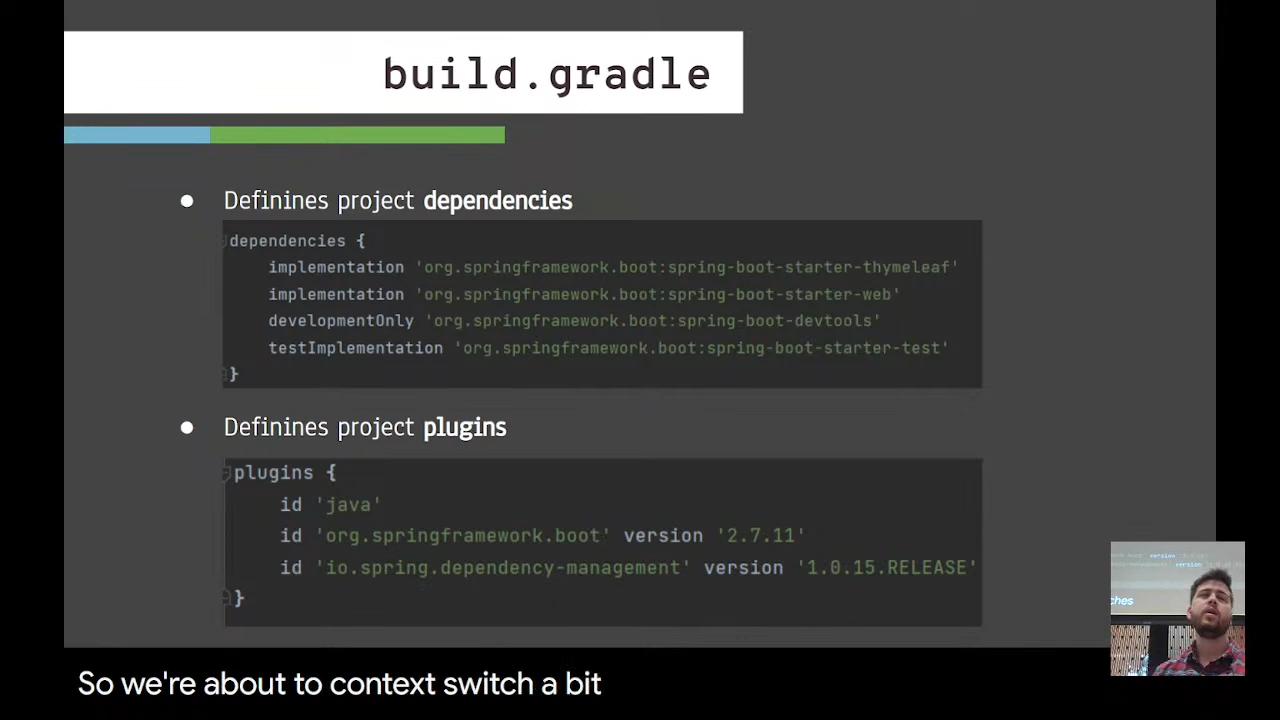 build.gradle
● Definines project dependencies
dependencies {
implementation 'org.springframework.boot:spring-boot-starter-thymeleaf'
implementation 'org.springframework.boot:spring-boot-starter-web'
developmentOnly 'org.springframework.boot:spring-boot-devtools'
testImplementation 'org.springframework.boot:spring-boot-starter-test'
}
● Definines project plugins
plugins {
id 'java'
id 'org.springframework.boot' version '2.7.11'
id 'io.spring.dependency-management' version '1.0.15.RELEASE'
}
ches
So we're about to context switch a bit